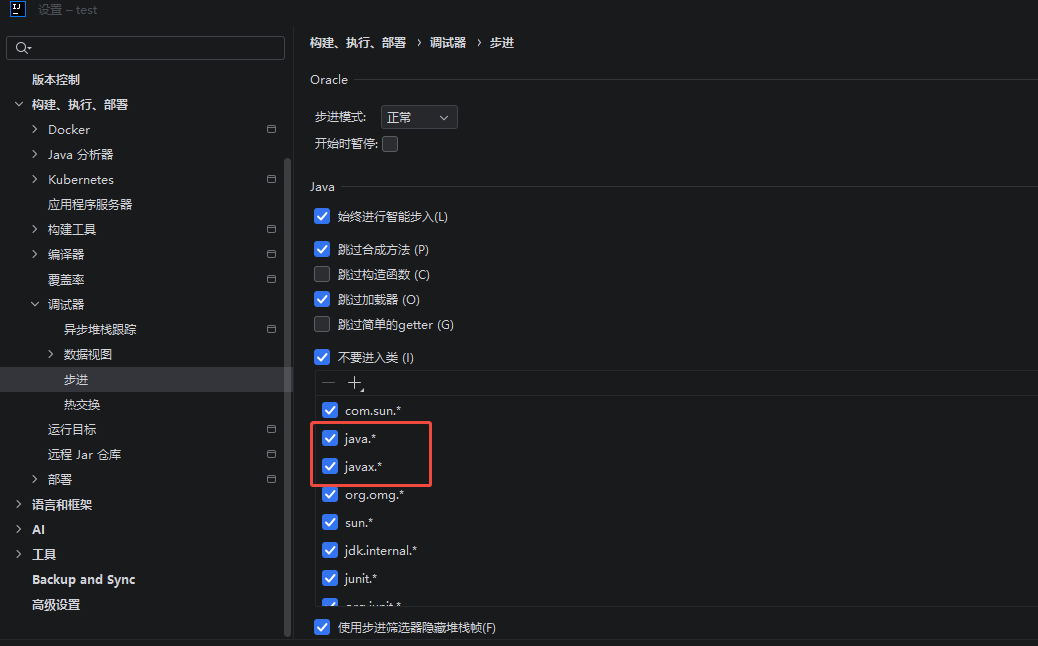 IJ
设置 – test
版本控制
构建、执行、部署
Docker
Java 分析器
Kubernetes
应用程序服务器
构建工具
编译器
覆盖率
调试器
异步堆栈跟踪
数据视图
步进
热交换
运行目标
远程 Jar 仓库
部署
语言和框架
AI
工具
Backup and Sync
高级设置
构建、执行、部署 › 调试器 › 步进
Oracle
步进模式: 正常
开始时暂停:
Java
始终进行智能步入(L)
跳过合成方法 (P)
跳过构造函数 (C)
跳过加载器 (O)
跳过简单的getter (G)
不要进入类 (I)
com.sun.*
java.*
javax.*
org.omg.*
sun.*
jdk.internal.*
junit.*
org.junit.*
使用步进筛选器隐藏堆栈帧(F)